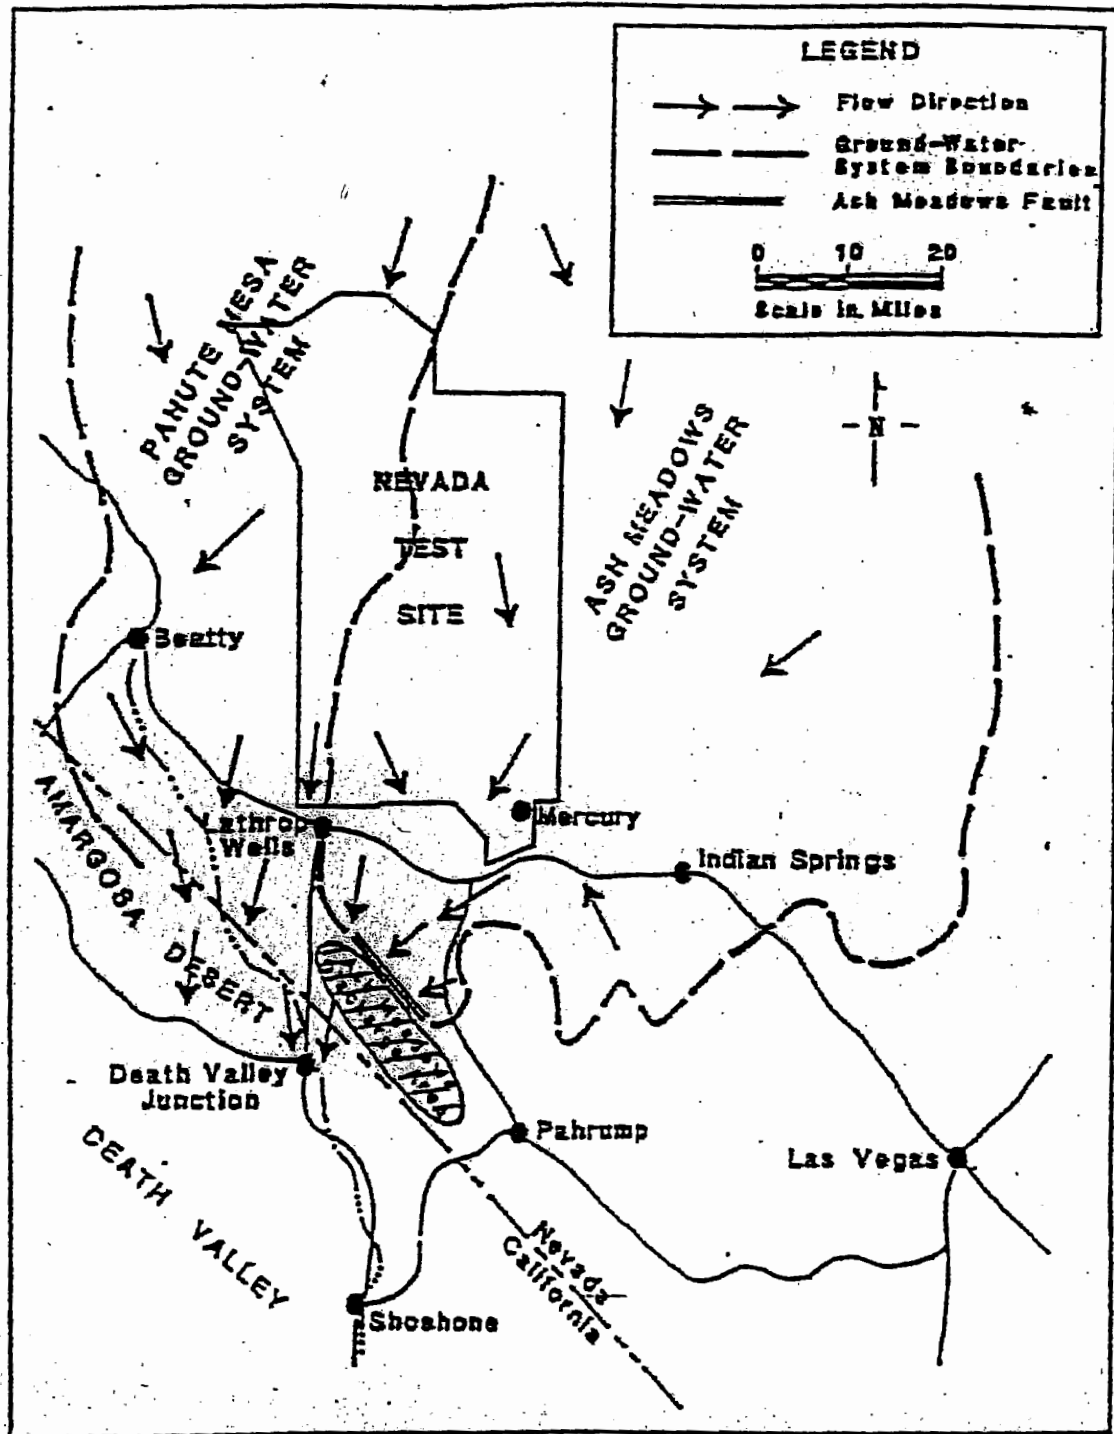 LEGEND
Flow Direction
Ground-Water
System Boundaries
Ash Meadows Fault
0 10 20
Scale in Miles
PAHUTE MESA
GROUND-WATER
SYSTEM
N
ASH MEADOWS
GROUND-WATER
SYSTEM
NEVADA
TEST
SITE
Beatty
AMARGOSA
DESERT
Lathrop
Wells
Mercury
Indian Springs
Death Valley
Junction
DEATH VALLEY
Pahrump
Las Vegas
Nevada
California
Shoshone